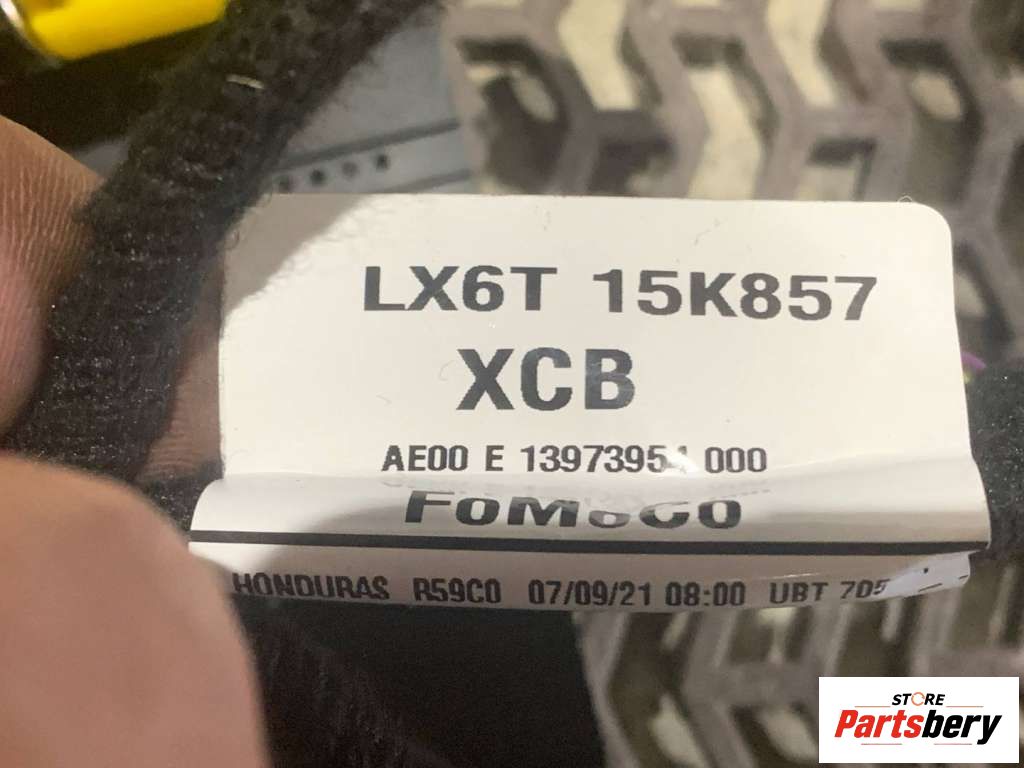 LX6T 15K857
XCB
AE00 E 13973954 000
FoMoCo
HONDURAS R59C0 07/09/21 08:00 UBT 705
STORE
Partsbery